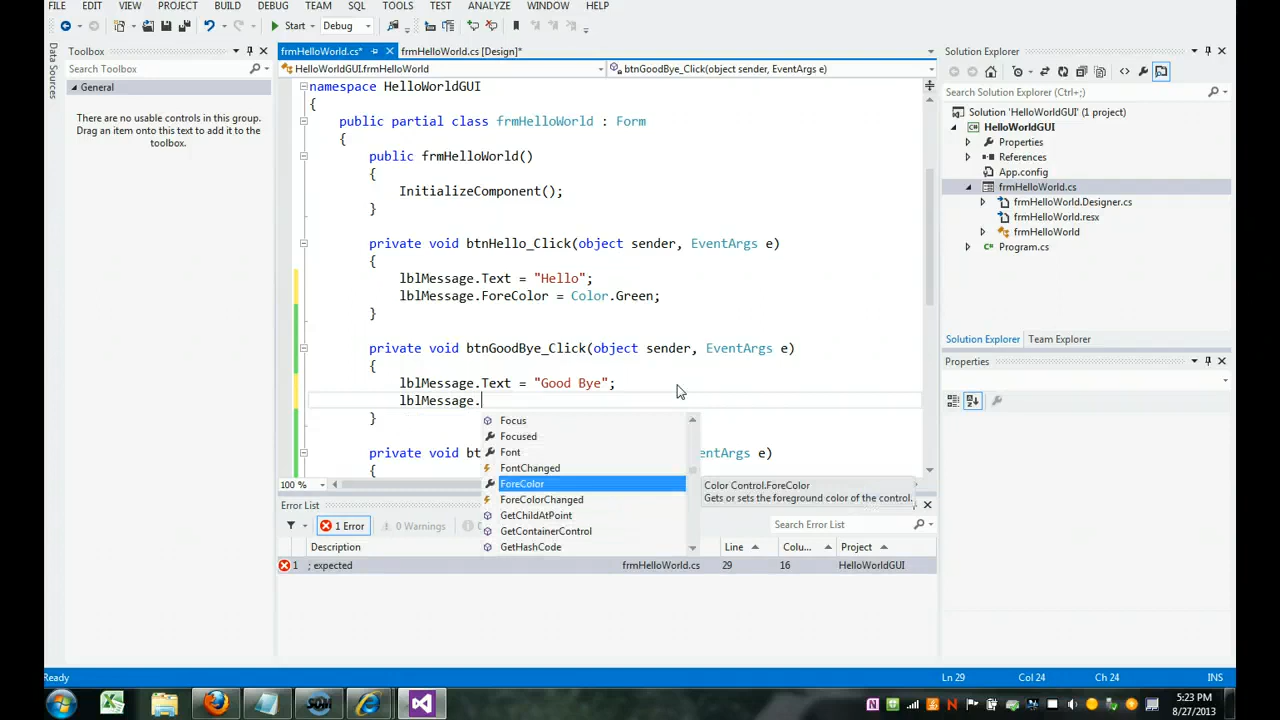 FILE EDIT VIEW PROJECT BUILD DEBUG TEAM SQL TOOLS TEST ANALYZE WINDOW HELP
Start Debug
Data Sources
Toolbox
Search Toolbox
General
There are no usable controls in this group.
Drag an item onto this text to add it to the
toolbox.
frmHelloWorld.cs* frmHelloWorld.cs [Design]*
HelloWorldGUI.frmHelloWorld btnGoodBye_Click(object sender, EventArgs e)
namespace HelloWorldGUI
{
public partial class frmHelloWorld : Form
{
public frmHelloWorld()
{
InitializeComponent();
}
private void btnHello_Click(object sender, EventArgs e)
{
lblMessage.Text = "Hello";
lblMessage.ForeColor = Color.Green;
}
private void btnGoodBye_Click(object sender, EventArgs e)
{
lblMessage.Text = "Good Bye";
lblMessage.
}
private void bt entArgs e)
{
Focus
Focused
Font
FontChanged
ForeColor
ForeColorChanged
GetChildAtPoint
GetContainerControl
GetHashCode
Color Control.ForeColor
Gets or sets the foreground color of the control.
100 %
Error List
1 Error 0 Warnings 0
Search Error List
Description Line Colu... Project
1 ; expected frmHelloWorld.cs 29 16 HelloWorldGUI
Solution Explorer
Search Solution Explorer (Ctrl+;)
Solution 'HelloWorldGUI' (1 project)
HelloWorldGUI
Properties
References
App.config
frmHelloWorld.cs
frmHelloWorld.Designer.cs
frmHelloWorld.resx
frmHelloWorld
Program.cs
Solution Explorer Team Explorer
Properties
Ready Ln 29 Col 24 Ch 24 INS
5:23 PM
8/27/2013